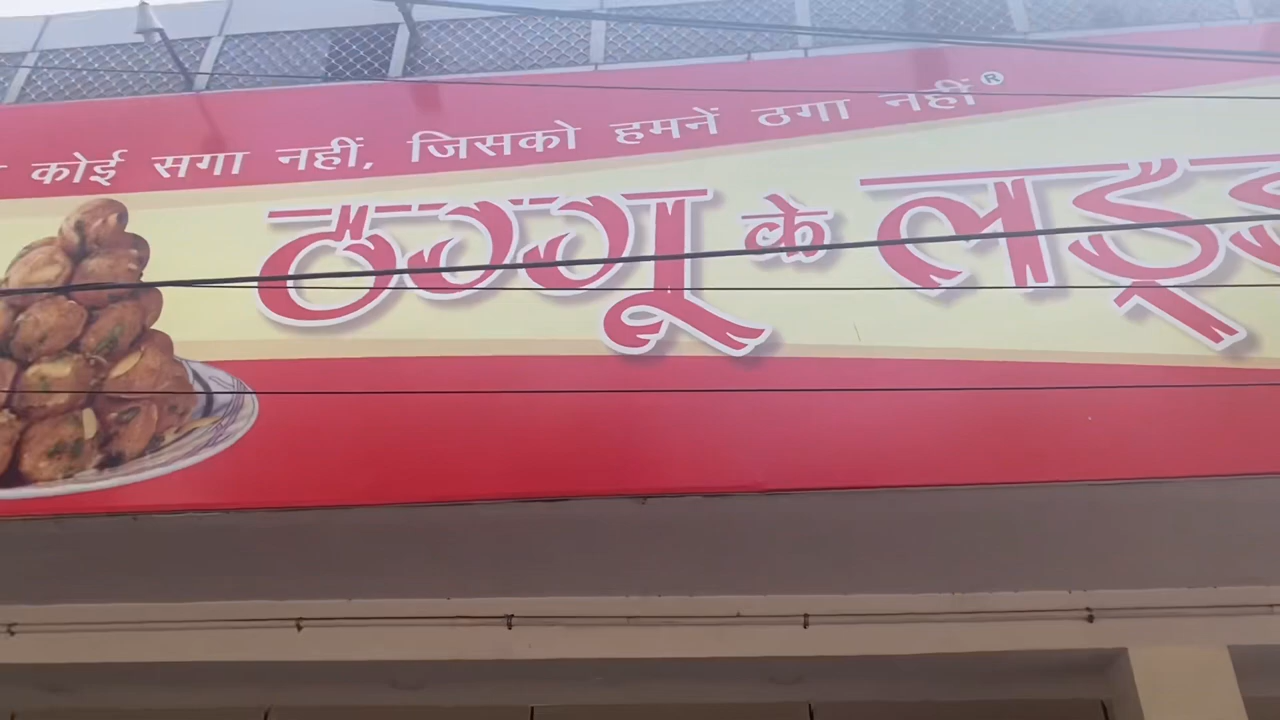 कोई सगा नहीं, जिसको हमनें ठगा नहीं ®
ठग्गू के